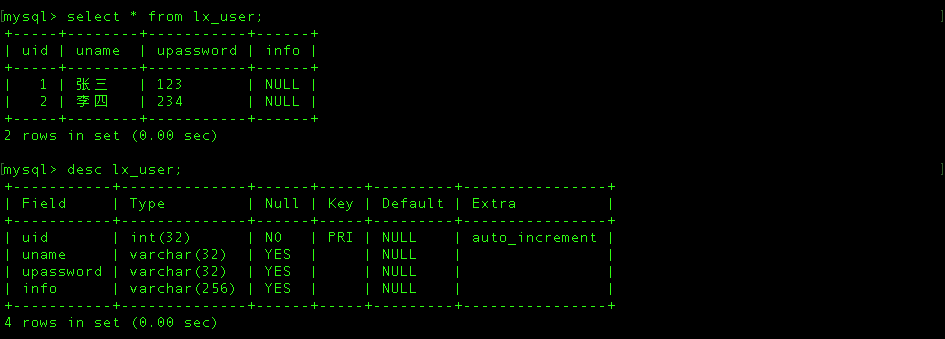 [mysql> select * from lx_user;                                                                           ]
+-----+--------+-----------+------+
| uid | uname  | upassword | info |
+-----+--------+-----------+------+
|   1 | 张三   | 123       | NULL |
|   2 | 李四   | 234       | NULL |
+-----+--------+-----------+------+
2 rows in set (0.00 sec)
[mysql> desc lx_user;                                                                                    ]
+-----------+--------------+------+-----+---------+----------------+
| Field     | Type         | Null | Key | Default | Extra          |
+-----------+--------------+------+-----+---------+----------------+
| uid       | int(32)      | NO   | PRI | NULL    | auto_increment |
| uname     | varchar(32)  | YES  |     | NULL    |                |
| upassword | varchar(32)  | YES  |     | NULL    |                |
| info      | varchar(256) | YES  |     | NULL    |                |
+-----------+--------------+------+-----+---------+----------------+
4 rows in set (0.00 sec)